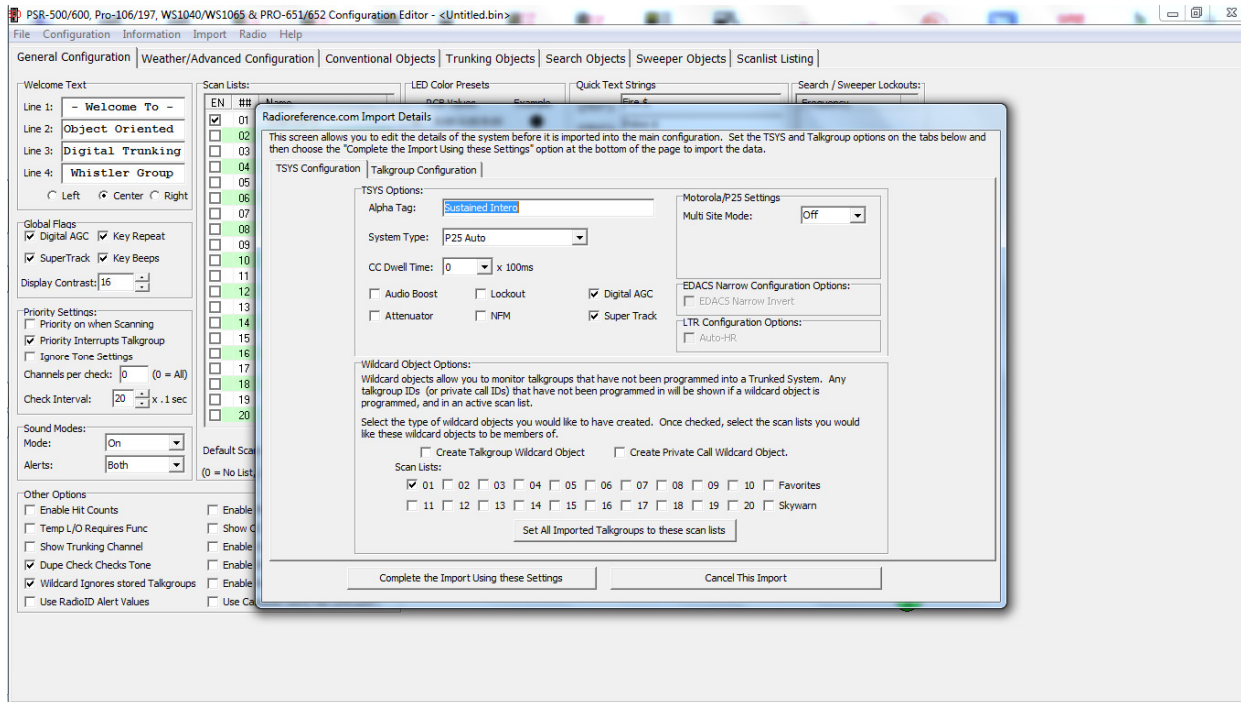 PSR-500/600, Pro-106/197, WS1040/WS1065 & PRO-651/652 Configuration Editor - <Untitled.bin>
File Configuration Information Import Radio Help
General Configuration Weather/Advanced Configuration Conventional Objects Trunking Objects Search Objects Sweeper Objects Scanlist Listing
Welcome Text
Line 1: - Welcome To -
Line 2: Object Oriented
Line 3: Digital Trunking
Line 4: Whistler Group
Left Center Right
Global Flags
Digital AGC Key Repeat
SuperTrack Key Beeps
Display Contrast: 16
Priority Settings:
Priority on when Scanning
Priority Interrupts Talkgroup
Ignore Tone Settings
Channels per check: 0 (0 = All)
Check Interval: 20 x .1 sec
Sound Modes:
Mode: On
Alerts: Both
Other Options
Enable Hit Counts
Temp L/O Requires Func
Show Trunking Channel
Dupe Check Checks Tone
Wildcard Ignores stored Talkgroups
Use RadioID Alert Values
Scan Lists:
EN ## Name
01
02
03
04
05
06
07
08
09
10
11
12
13
14
15
16
17
18
19
20
Default Sca
(0 = No List,
Enable
Show C
Enable
Enable
Enable
Use Ca
LED Color Presets
Quick Text Strings
Search / Sweeper Lockouts:
Radioreference.com Import Details
This screen allows you to edit the details of the system before it is imported into the main configuration. Set the TSYS and Talkgroup options on the tabs below and
then choose the "Complete the Import Using these Settings" option at the bottom of the page to import the data.
TSYS Configuration Talkgroup Configuration
TSYS Options:
Alpha Tag: Sustained Intero
System Type: P25 Auto
CC Dwell Time: 0 x 100ms
Audio Boost Lockout Digital AGC
Attenuator NFM Super Track
Motorola/P25 Settings
Multi Site Mode: Off
EDACS Narrow Configuration Options:
EDACS Narrow Invert
LTR Configuration Options:
Auto-HR
Wildcard Object Options:
Wildcard objects allow you to monitor talkgroups that have not been programmed into a Trunked System. Any
talkgroup IDs (or private call IDs) that have not been programmed in will be shown if a wildcard object is
programmed, and in an active scan list.
Select the type of wildcard objects you would like to have created. Once checked, select the scan lists you would
like these wildcard objects to be members of.
Create Talkgroup Wildcard Object Create Private Call Wildcard Object.
Scan Lists:
01 02 03 04 05 06 07 08 09 10 Favorites
11 12 13 14 15 16 17 18 19 20 Skywarn
Set All Imported Talkgroups to these scan lists
Complete the Import Using these Settings Cancel This Import